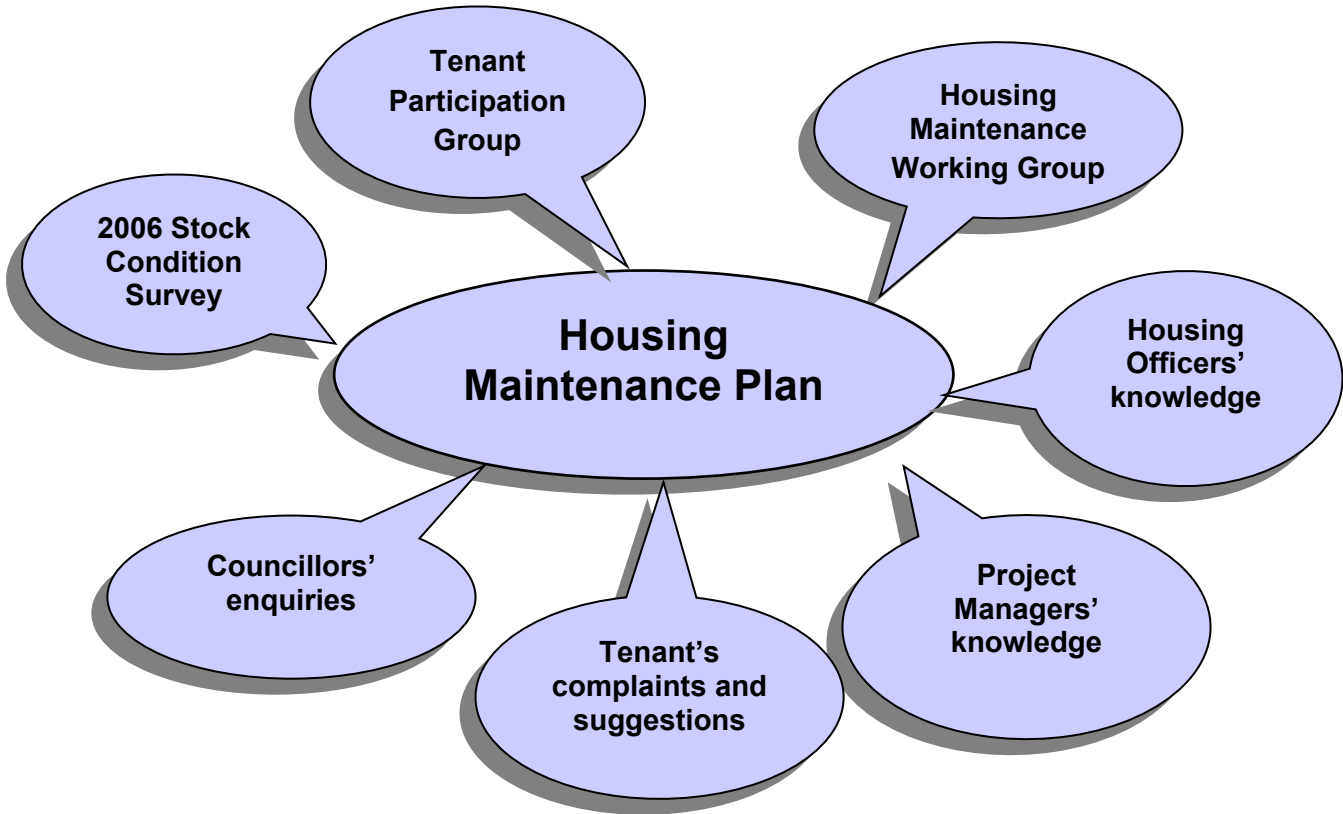 Tenant
Participation
Group
Housing
Maintenance
Working Group
2006 Stock
Condition
Survey
Housing
Maintenance Plan
Housing
Officers’
knowledge
Councillors’
enquiries
Tenant’s
complaints and
suggestions
Project
Managers’
knowledge